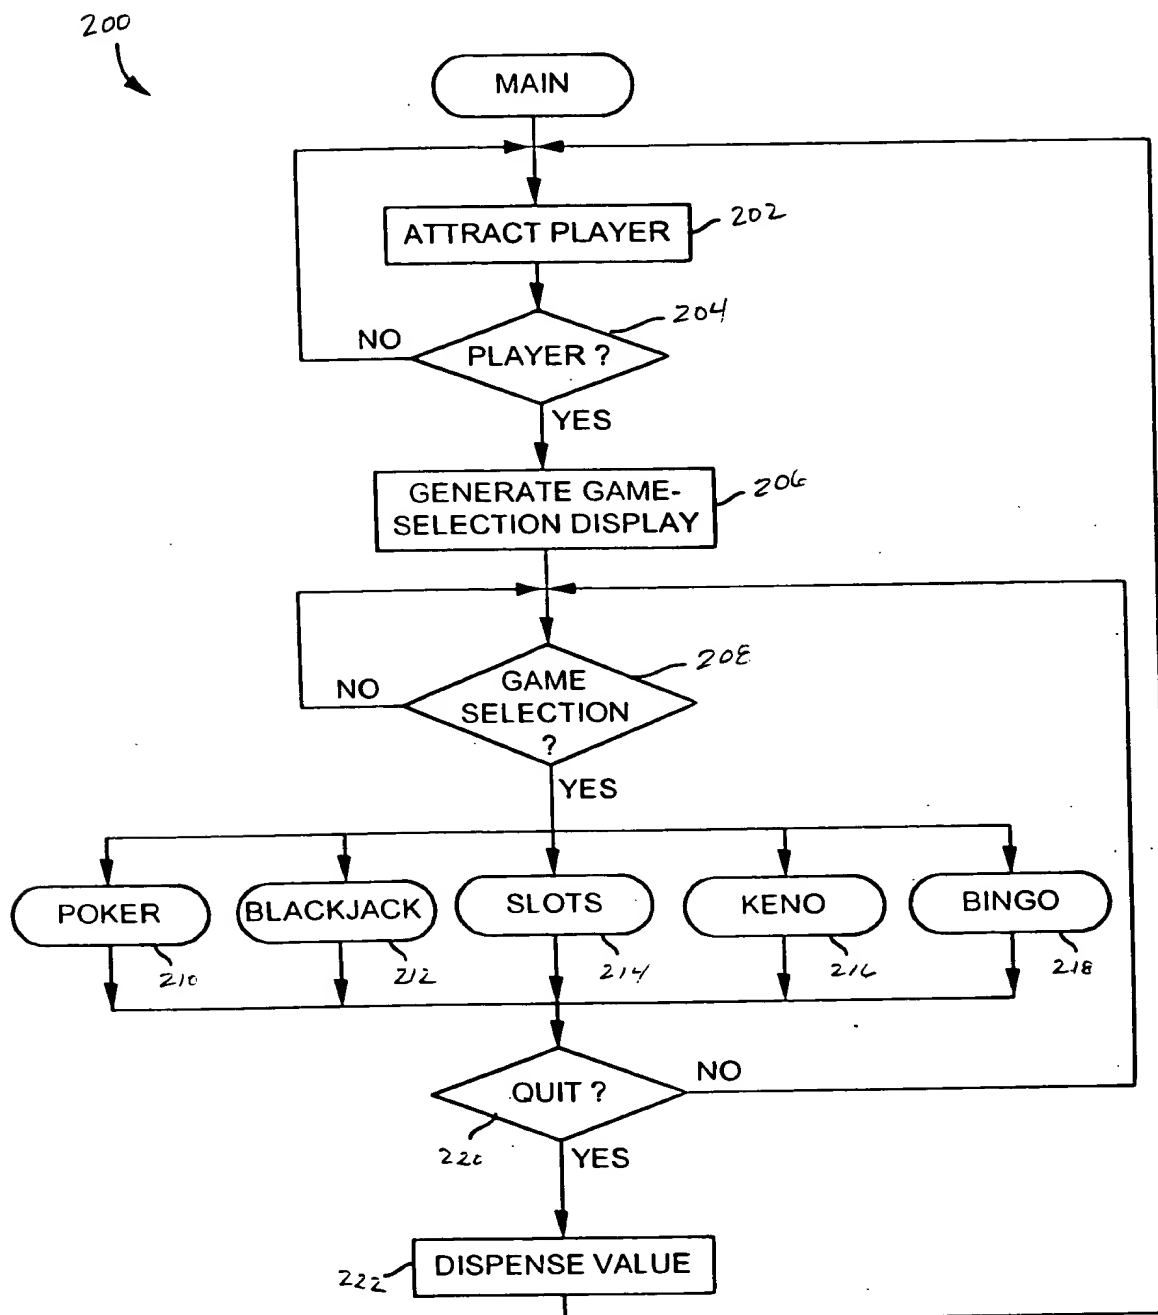 200
MAIN
ATTRACT PLAYER
202
204
NO
PLAYER ?
YES
GENERATE GAME-
SELECTION DISPLAY
206
208
NO
GAME
SELECTION
?
YES
POKER
BLACKJACK
SLOTS
KENO
BINGO
210
212
214
216
218
QUIT ?
NO
220
YES
DISPENSE VALUE
222